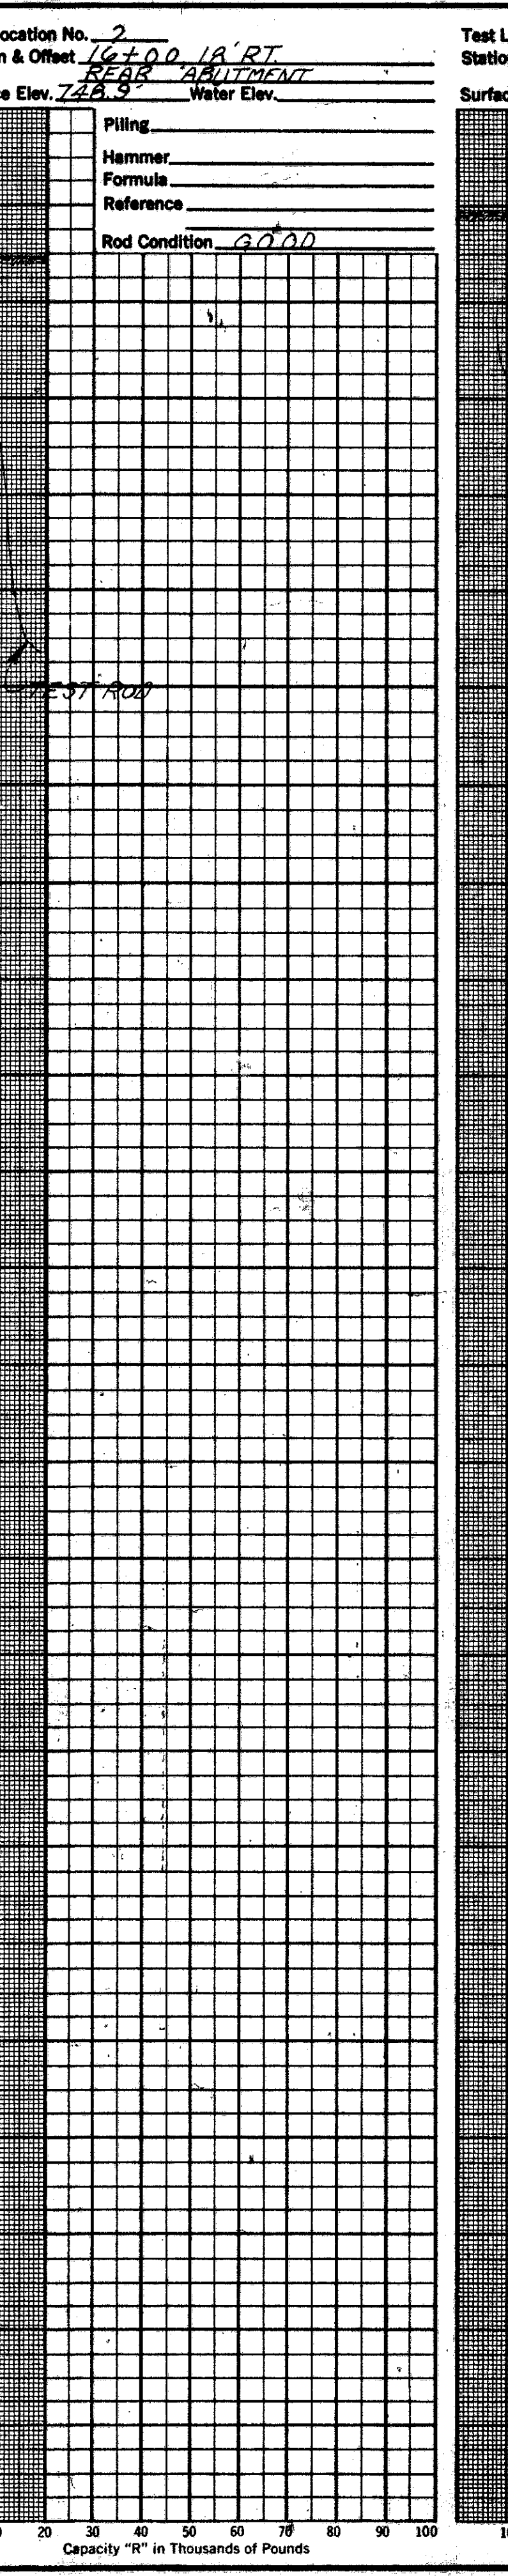 ocation No. 2
n & Offset 16+00 18' RT.
REAR ABUTMENT
ce Elev. 748.9' Water Elev.
Piling
Hammer
Formula
Reference
Rod Condition GOOD
TEST ROD
20 30 40 50 60 70 80 90 100
Capacity "R" in Thousands of Pounds
Test L
Statio
Surfac